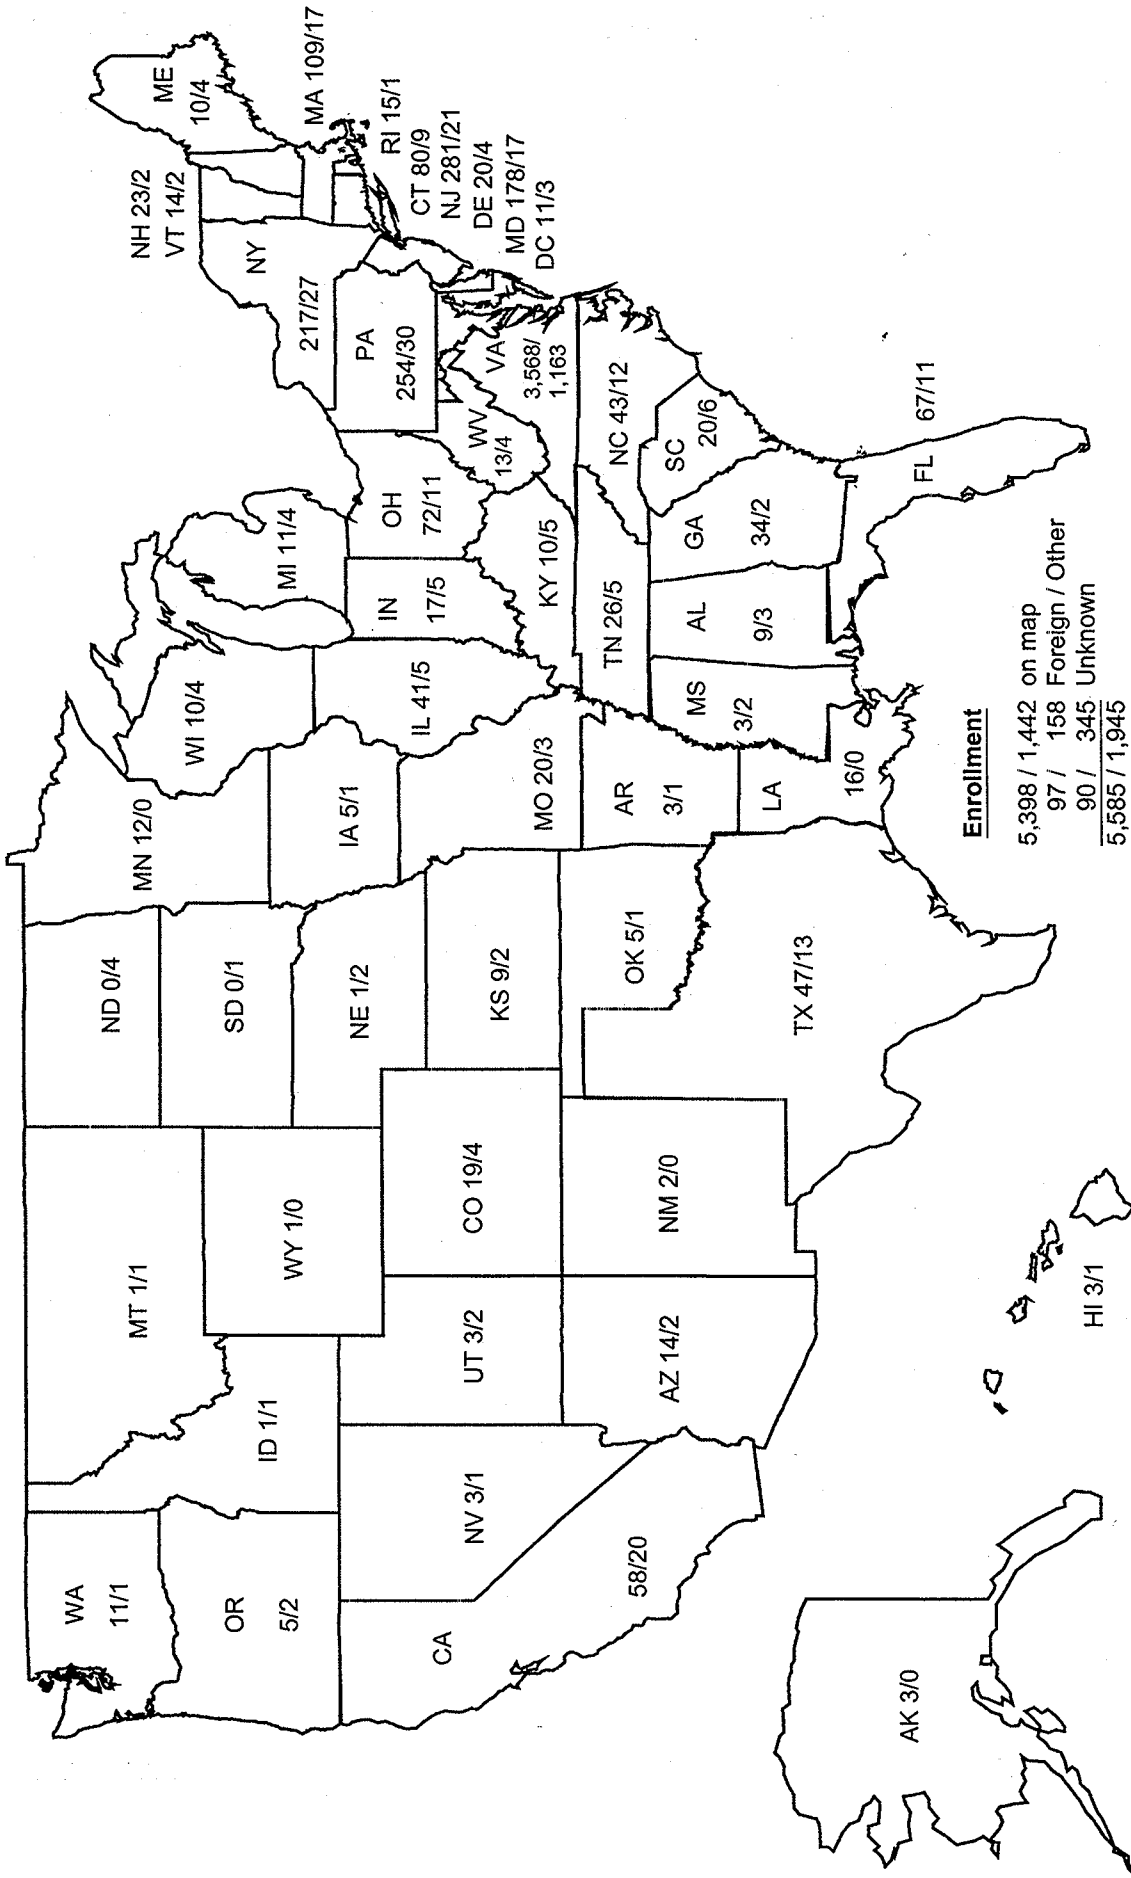 WA
11/1
OR
5/2
CA
58/20
NV 3/1
ID 1/1
MT 1/1
WY 1/0
UT 3/2
AZ 14/2
CO 19/4
NM 2/0
ND 0/4
SD 0/1
NE 1/2
KS 9/2
OK 5/1
TX 47/13
MN 12/0
IA 5/1
MO 20/3
AR
3/1
LA
16/0
WI 10/4
IL 41/5
MI 11/4
IN
17/5
OH
72/11
KY 10/5
TN 26/5
MS
3/2
AL
9/3
GA
34/2
FL
67/11
SC
20/6
NC 43/12
VA
3,568/
1,163
WV
13/4
PA
254/30
NY
217/27
NH 23/2
VT 14/2
ME
10/4
MA 109/17
RI 15/1
CT 80/9
NJ 281/21
DE 20/4
MD 178/17
DC 11/3
AK 3/0
HI 3/1
Enrollment
5,398 / 1,442 on map
97 / 158 Foreign / Other
90 / 345 Unknown
5,585 / 1,945